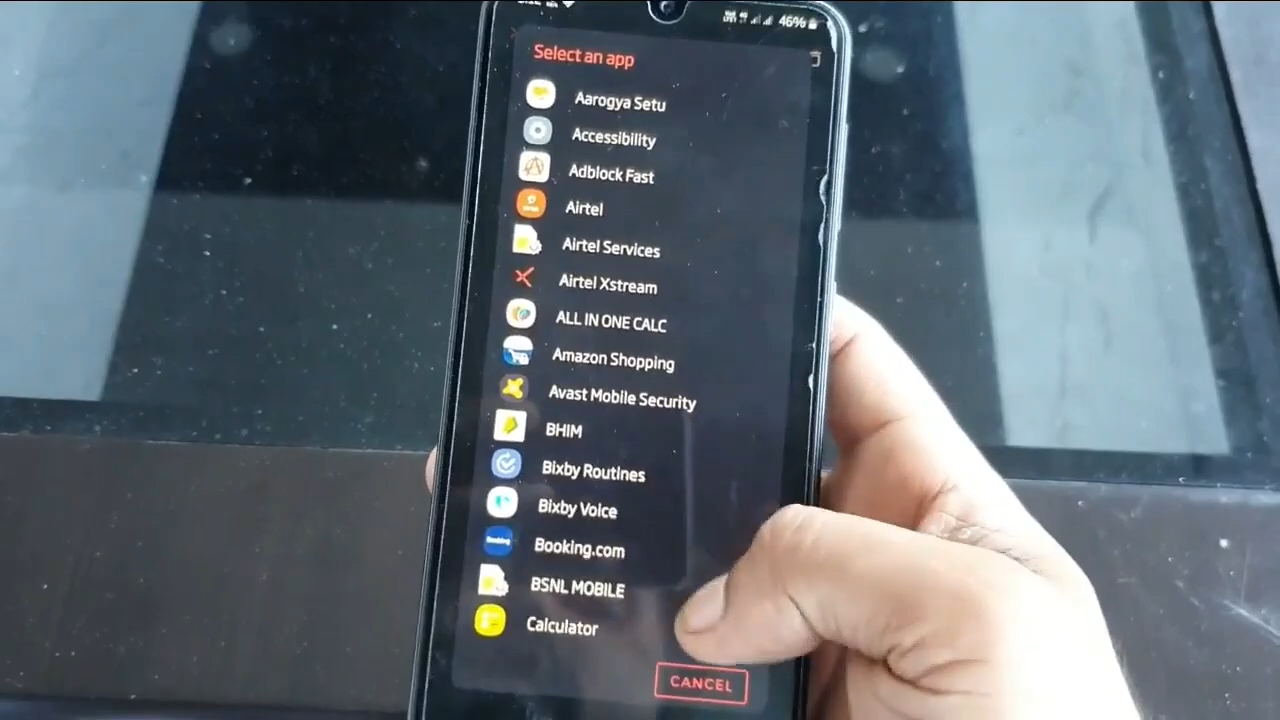 46%
Select an app
Aarogya Setu
Accessibility
Adblock Fast
Airtel
Airtel Services
Airtel Xstream
ALL IN ONE CALC
Amazon Shopping
Avast Mobile Security
BHIM
Bixby Routines
Bixby Voice
Booking.com
BSNL MOBILE
Calculator
CANCEL